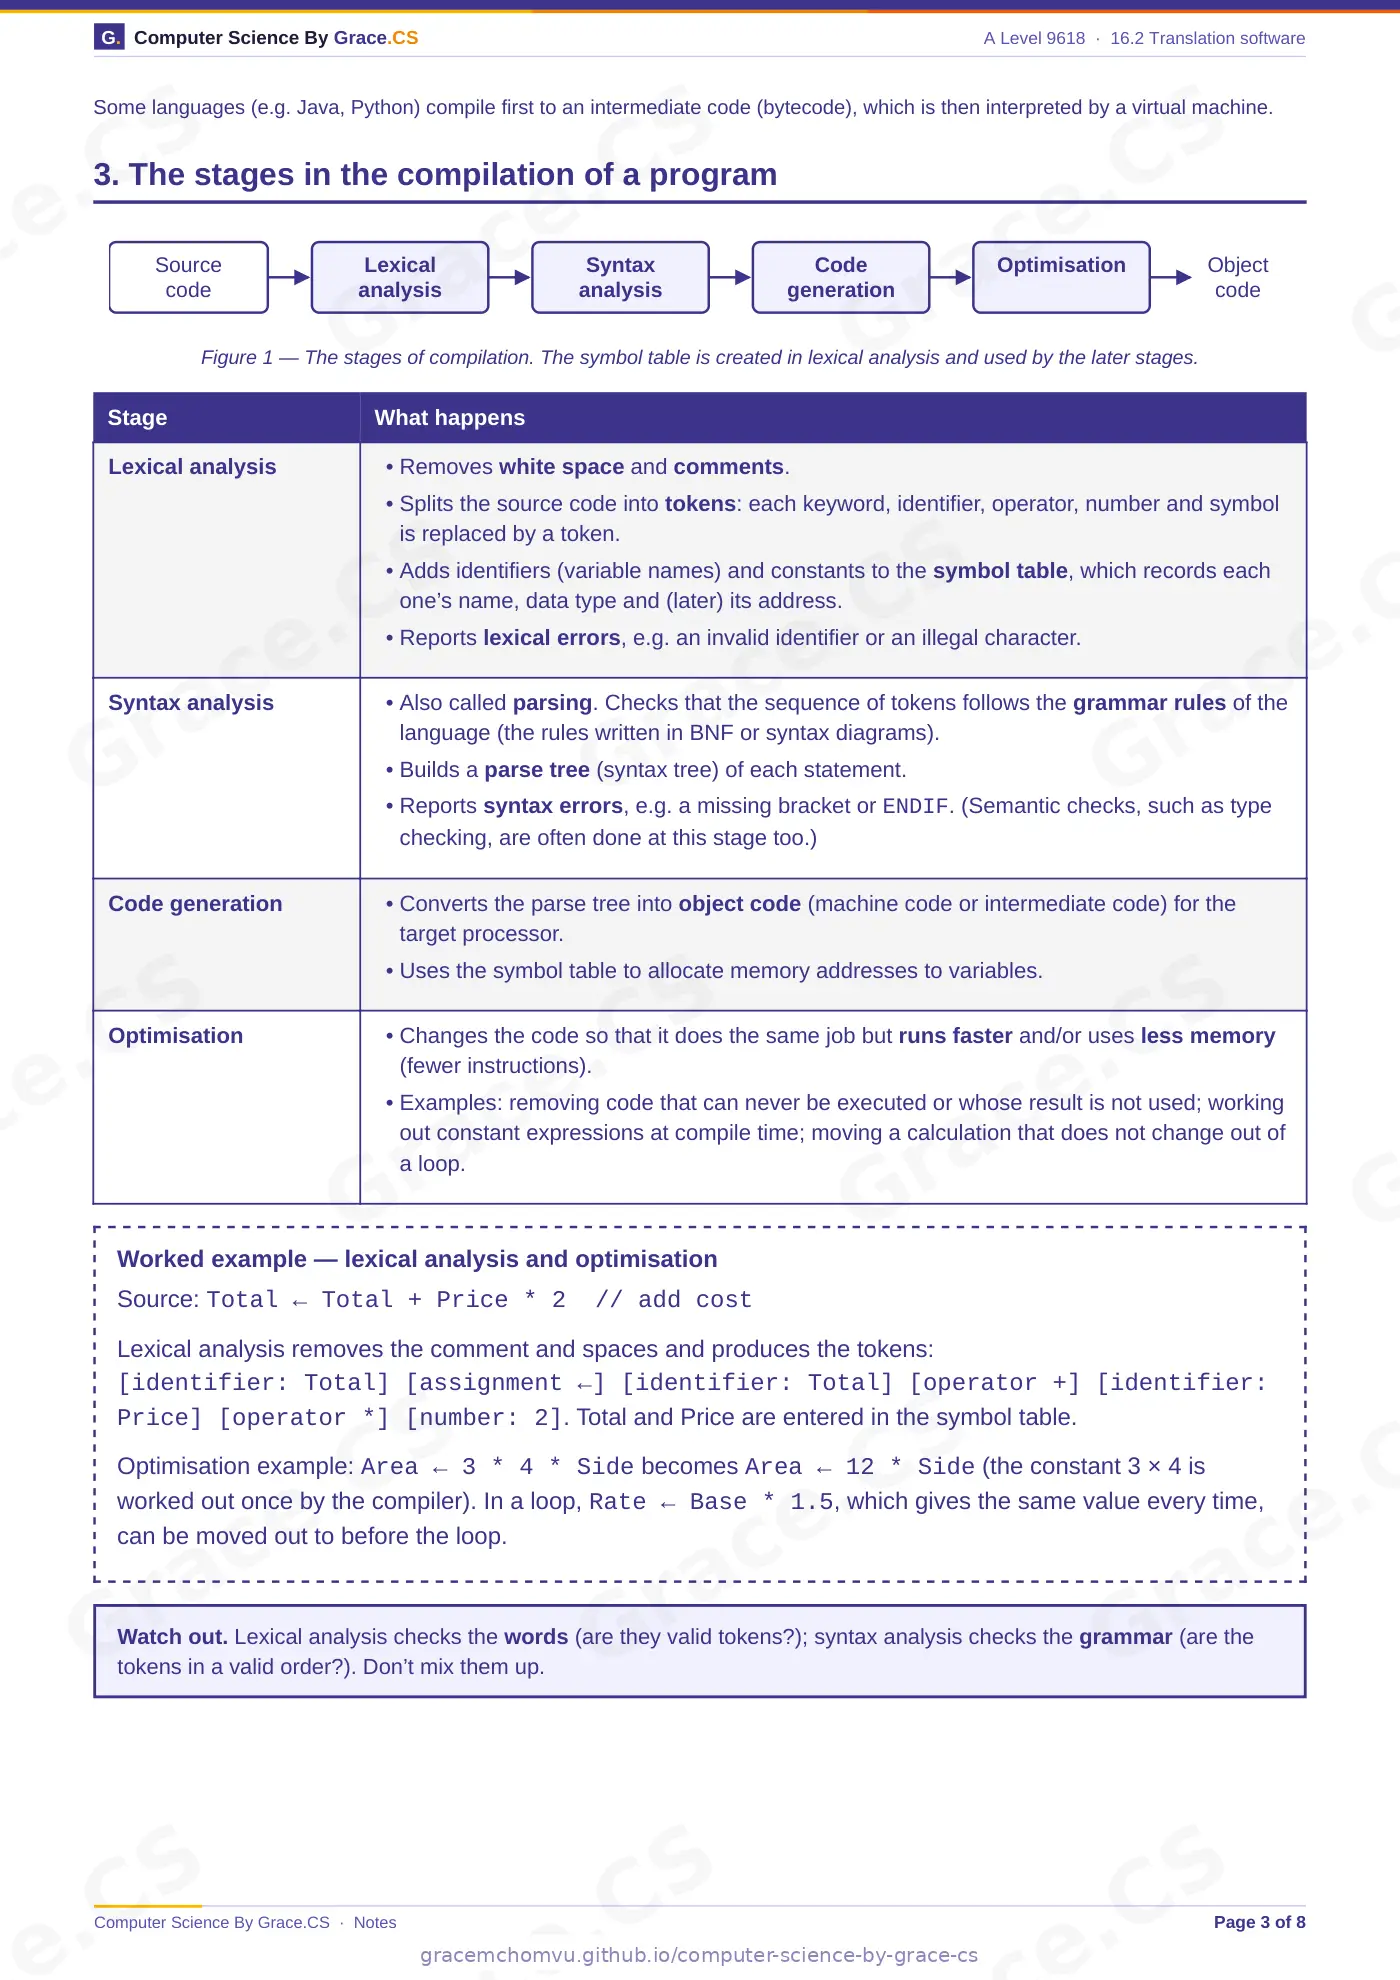 G. Computer Science By Grace.CS
A Level 9618 · 16.2 Translation software
Some languages (e.g. Java, Python) compile first to an intermediate code (bytecode), which is then interpreted by a virtual machine.
3. The stages in the compilation of a program
Source
code
Lexical
analysis
Syntax
analysis
Code
generation
Optimisation
Object
code
Figure 1 — The stages of compilation. The symbol table is created in lexical analysis and used by the later stages.
Stage What happens
Lexical analysis
• Removes white space and comments.
• Splits the source code into tokens: each keyword, identifier, operator, number and symbol
is replaced by a token.
• Adds identifiers (variable names) and constants to the symbol table, which records each
one’s name, data type and (later) its address.
• Reports lexical errors, e.g. an invalid identifier or an illegal character.
Syntax analysis
• Also called parsing. Checks that the sequence of tokens follows the grammar rules of the
language (the rules written in BNF or syntax diagrams).
• Builds a parse tree (syntax tree) of each statement.
• Reports syntax errors, e.g. a missing bracket or ENDIF. (Semantic checks, such as type
checking, are often done at this stage too.)
Code generation
• Converts the parse tree into object code (machine code or intermediate code) for the
target processor.
• Uses the symbol table to allocate memory addresses to variables.
Optimisation
• Changes the code so that it does the same job but runs faster and/or uses less memory
(fewer instructions).
• Examples: removing code that can never be executed or whose result is not used; working
out constant expressions at compile time; moving a calculation that does not change out of
a loop.
Worked example — lexical analysis and optimisation
Source: Total ← Total + Price * 2  // add cost
Lexical analysis removes the comment and spaces and produces the tokens:
[identifier: Total] [assignment ←] [identifier: Total] [operator +] [identifier:
Price] [operator *] [number: 2]. Total and Price are entered in the symbol table.
Optimisation example: Area ← 3 * 4 * Side becomes Area ← 12 * Side (the constant 3 × 4 is
worked out once by the compiler). In a loop, Rate ← Base * 1.5, which gives the same value every time,
can be moved out to before the loop.
Watch out. Lexical analysis checks the words (are they valid tokens?); syntax analysis checks the grammar (are the
tokens in a valid order?). Don’t mix them up.
Computer Science By Grace.CS · Notes
Page 3 of 8
gracemchomvu.github.io/computer-science-by-grace-cs